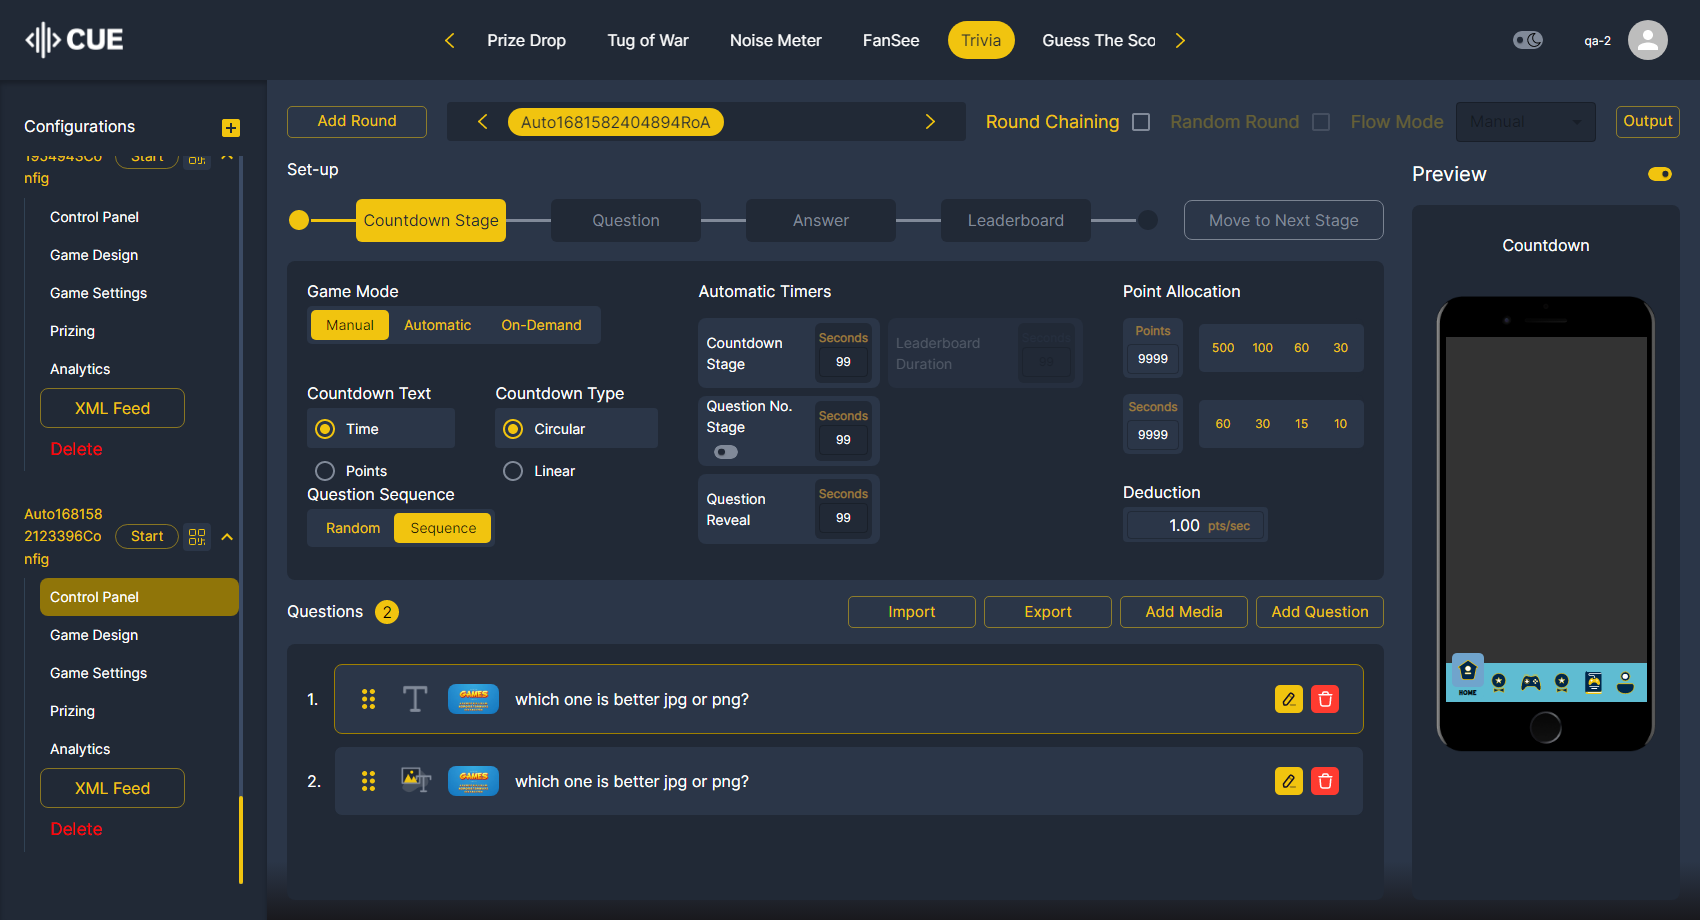 CUE
Prize Drop
Tug of War
Noise Meter
FanSee
Trivia
Guess The Sco
qa-2
Configurations
nfig
Control Panel
Game Design
Game Settings
Prizing
Analytics
XML Feed
Delete
Auto168158
2123396Co
nfig
Start
Control Panel
Game Design
Game Settings
Prizing
Analytics
XML Feed
Delete
Add Round
Auto1681582404894RoA
Round Chaining
Random Round
Flow Mode
Manual
Output
Set-up
Countdown Stage
Question
Answer
Leaderboard
Move to Next Stage
Game Mode
Manual
Automatic
On-Demand
Countdown Text
Time
Points
Countdown Type
Circular
Linear
Question Sequence
Random
Sequence
Automatic Timers
Countdown
Stage
Seconds
99
Leaderboard
Duration
Question No.
Stage
Seconds
99
Question
Reveal
Seconds
99
Point Allocation
Points
9999
500 100 60 30
Seconds
9999
60 30 15 10
Deduction
1.00 pts/sec
Questions 2
Import
Export
Add Media
Add Question
1. GAMES which one is better jpg or png?
2. GAMES which one is better jpg or png?
Preview
Countdown
HOME